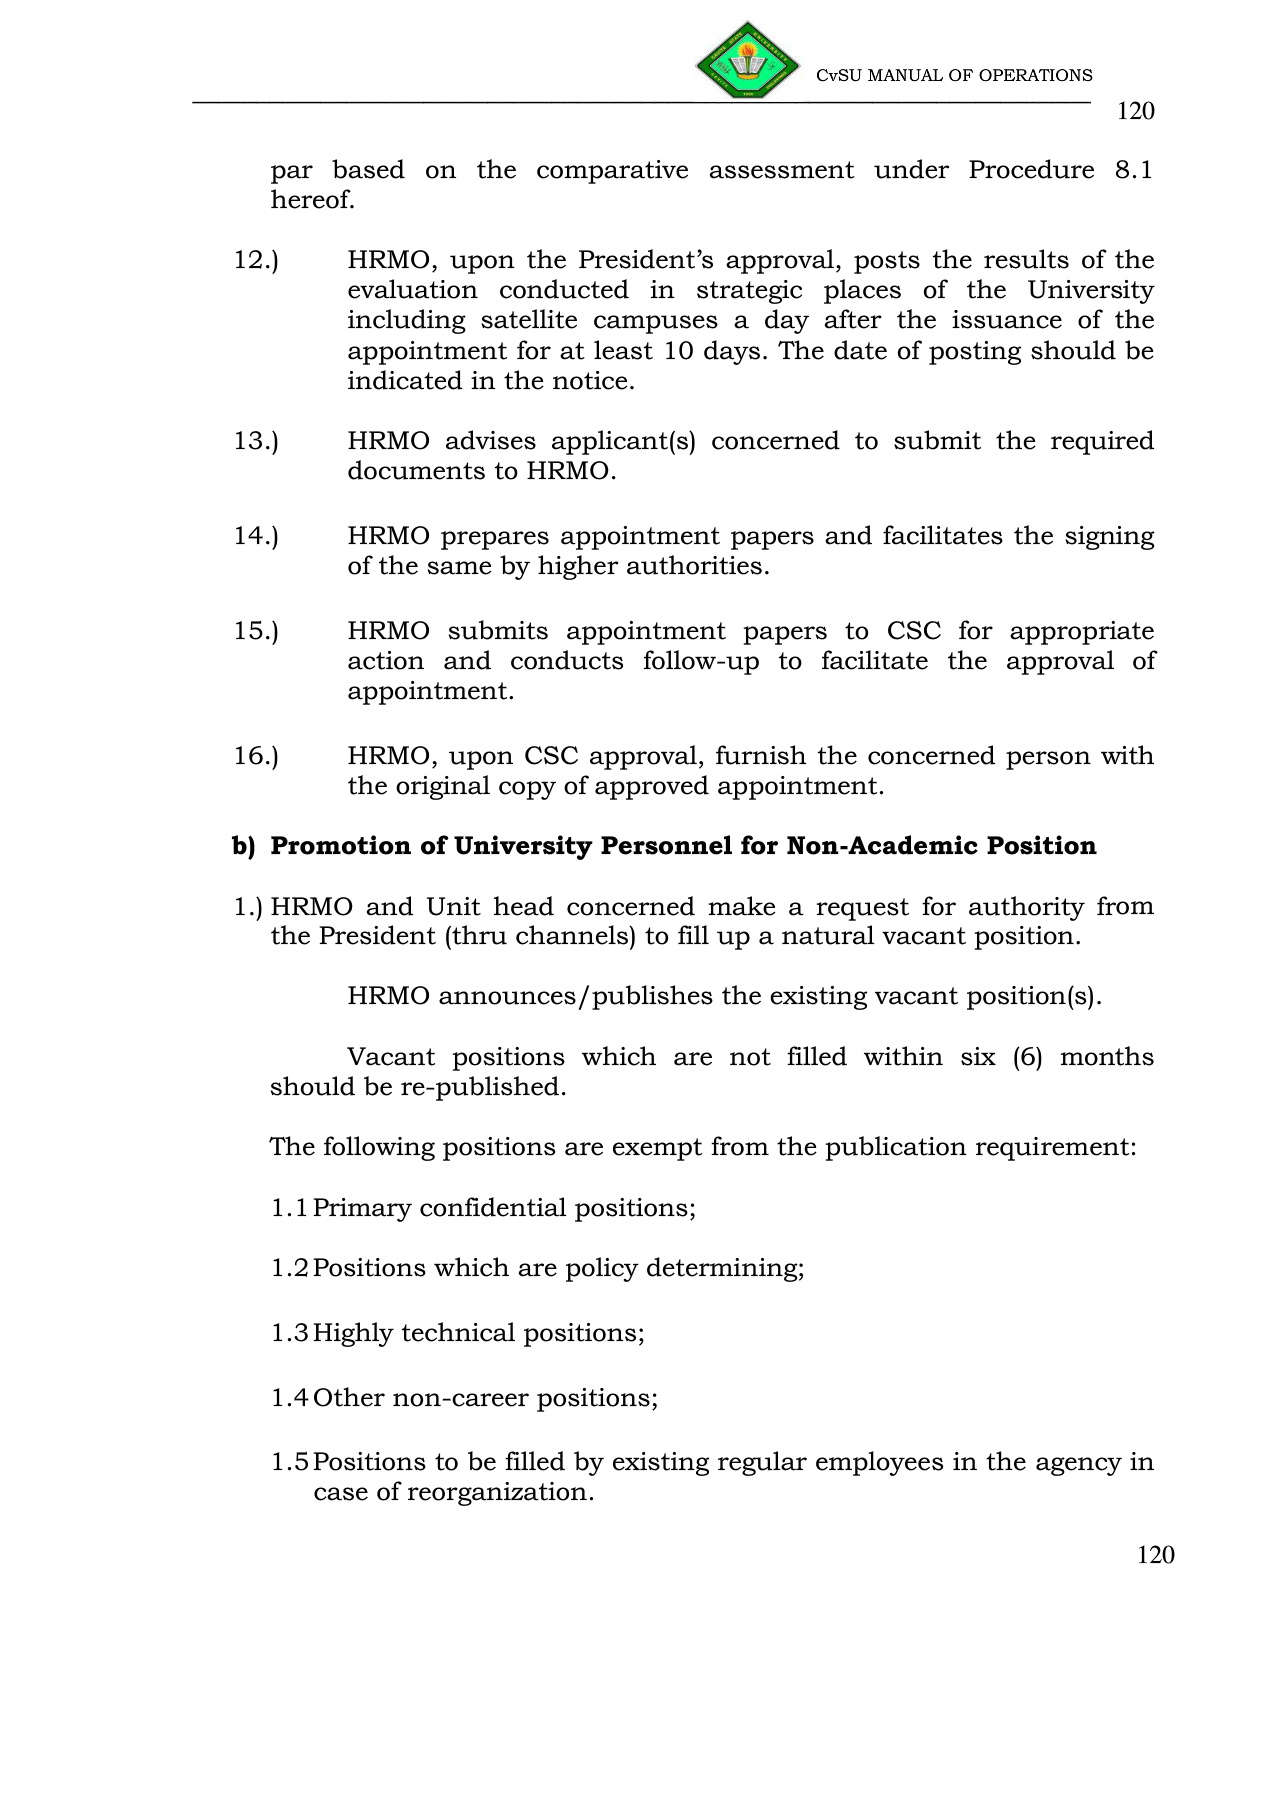 CvSU MANUAL OF OPERATIONS
120
par based on the comparative assessment under Procedure 8.1
hereof.
12.) HRMO, upon the President’s approval, posts the results of the
evaluation conducted in strategic places of the University
including satellite campuses a day after the issuance of the
appointment for at least 10 days. The date of posting should be
indicated in the notice.
13.) HRMO advises applicant(s) concerned to submit the required
documents to HRMO.
14.) HRMO prepares appointment papers and facilitates the signing
of the same by higher authorities.
15.) HRMO submits appointment papers to CSC for appropriate
action and conducts follow-up to facilitate the approval of
appointment.
16.) HRMO, upon CSC approval, furnish the concerned person with
the original copy of approved appointment.
b) Promotion of University Personnel for Non-Academic Position
1.) HRMO and Unit head concerned make a request for authority from
the President (thru channels) to fill up a natural vacant position.
HRMO announces/publishes the existing vacant position(s).
Vacant positions which are not filled within six (6) months
should be re-published.
The following positions are exempt from the publication requirement:
1.1 Primary confidential positions;
1.2 Positions which are policy determining;
1.3 Highly technical positions;
1.4 Other non-career positions;
1.5 Positions to be filled by existing regular employees in the agency in
case of reorganization.
120